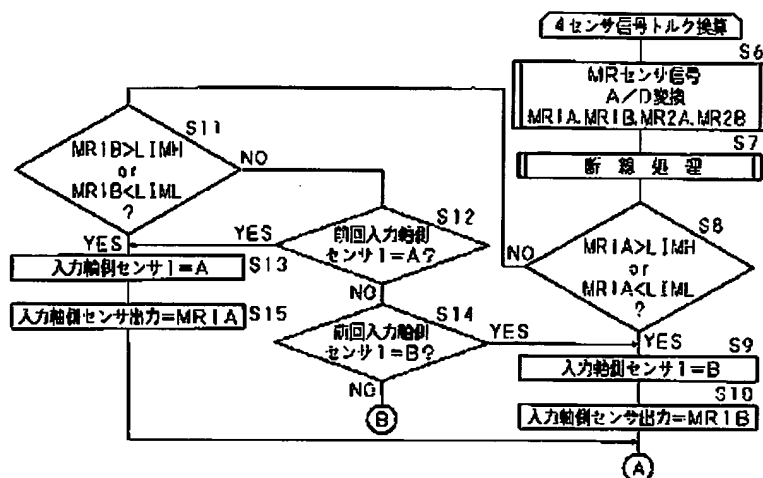 4センサ信号トルク換算
S6
MRセンサ信号
A/D変換
MR1A,MR1B,MR2A,MR2B
S7
断線処理
S8
MR1A>LIMH
or
MR1A<LIML
?
NO
YES
S11
MR1B>LIMH
or
MR1B<LIML
?
NO
YES
S12
前回入力軸側
センサ1=A?
YES
NO
S13
入力軸側センサ1=A
S15
入力軸側センサ出力=MR1A
S14
前回入力軸側
センサ1=B?
YES
NO
B
S9
入力軸側センサ1=B
S10
入力軸側センサ出力=MR1B
A